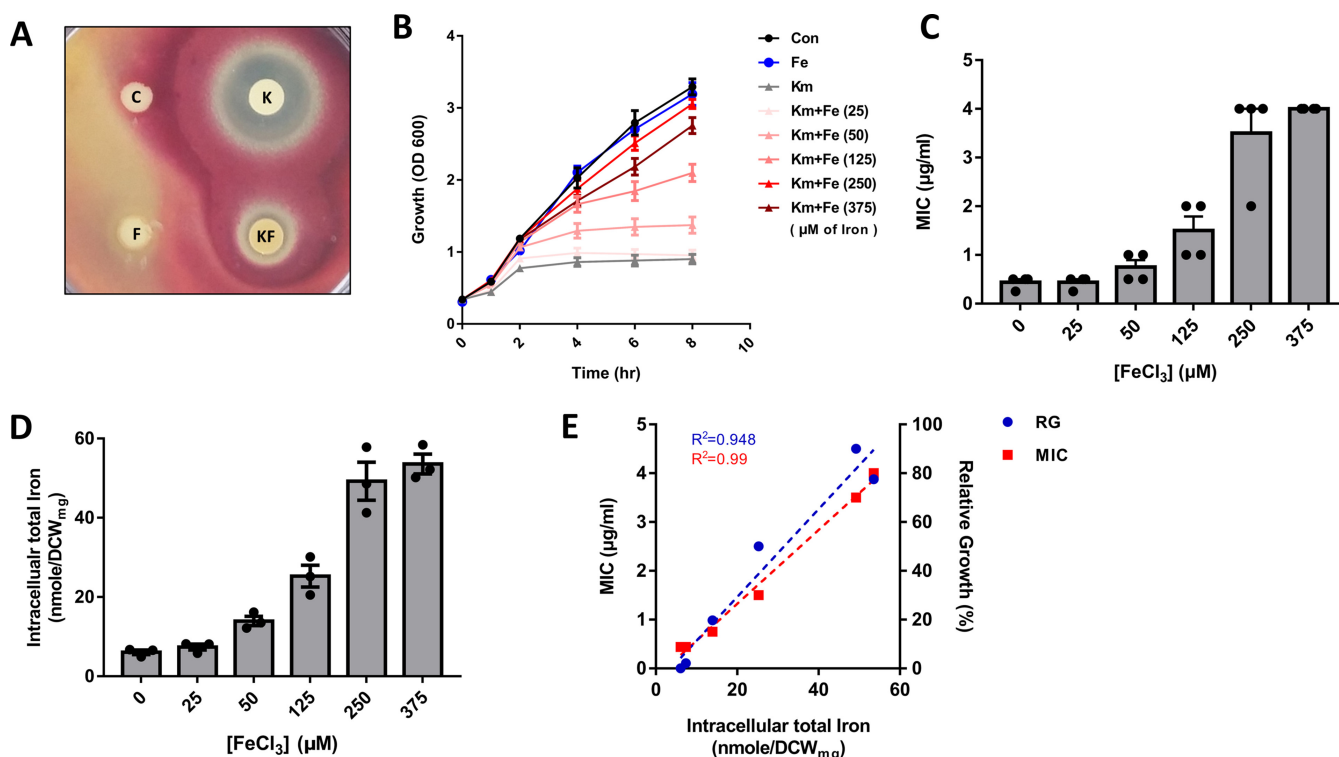 A
C
K
F
KF
B
Growth (OD 600)
4
3
2
1
0
0
2
4
6
8
10
Time (hr)
Con
Fe
Km
Km+Fe (25)
Km+Fe (50)
Km+Fe (125)
Km+Fe (250)
Km+Fe (375)
( μM of Iron )
C
MIC (μg/ml)
5
4
3
2
1
0
0
25
50
125
250
375
[FeCl₃] (μM)
D
Intracellualr total Iron
(nmole/DCWmg)
60
40
20
0
0
25
50
125
250
375
[FeCl₃] (μM)
E
R²=0.948
R²=0.99
MIC (μg/ml)
5
4
3
2
1
0
0
20
40
60
Intracellular total Iron
(nmole/DCWmg)
100
80
60
40
20
0
Relative Growth (%)
RG
MIC